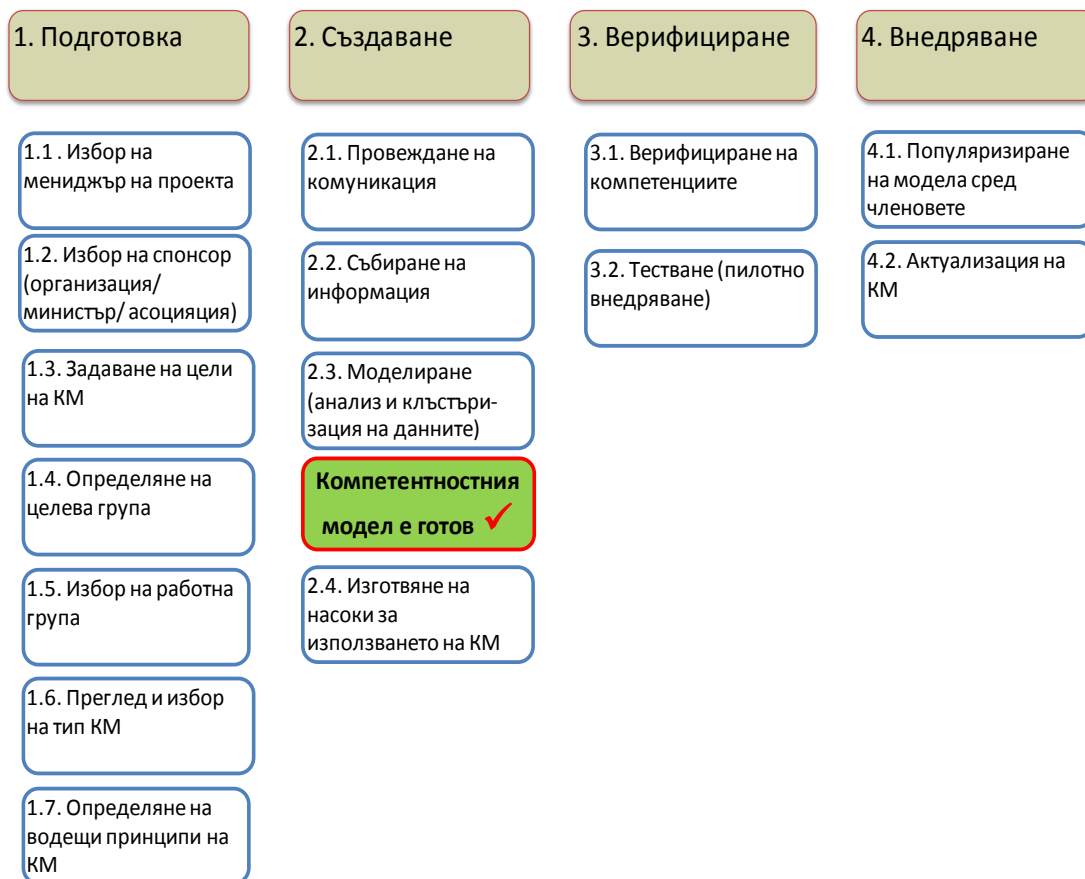 1. Подготовка
2. Създаване
3. Верифициране
4. Внедряване
1.1 . Избор на
мениджър на проекта
1.2. Избор на спонсор
(организация/
министър/ асоцияция)
1.3. Задаване на цели
на КМ
1.4. Определяне на
целева група
1.5. Избор на работна
група
1.6. Преглед и избор
на тип КМ
1.7. Определяне на
водещи принципи на
КМ
2.1. Провеждане на
комуникация
2.2. Събиране на
информация
2.3. Моделиране
(анализ и клъстъри-
зация на данните)
Компетентностния
модел е готов ✓
2.4. Изготвяне на
насоки за
използването на КМ
3.1. Верифициране на
компетенциите
3.2. Тестване (пилотно
внедряване)
4.1. Популяризиране
на модела сред
членовете
4.2. Актуализация на
КМ